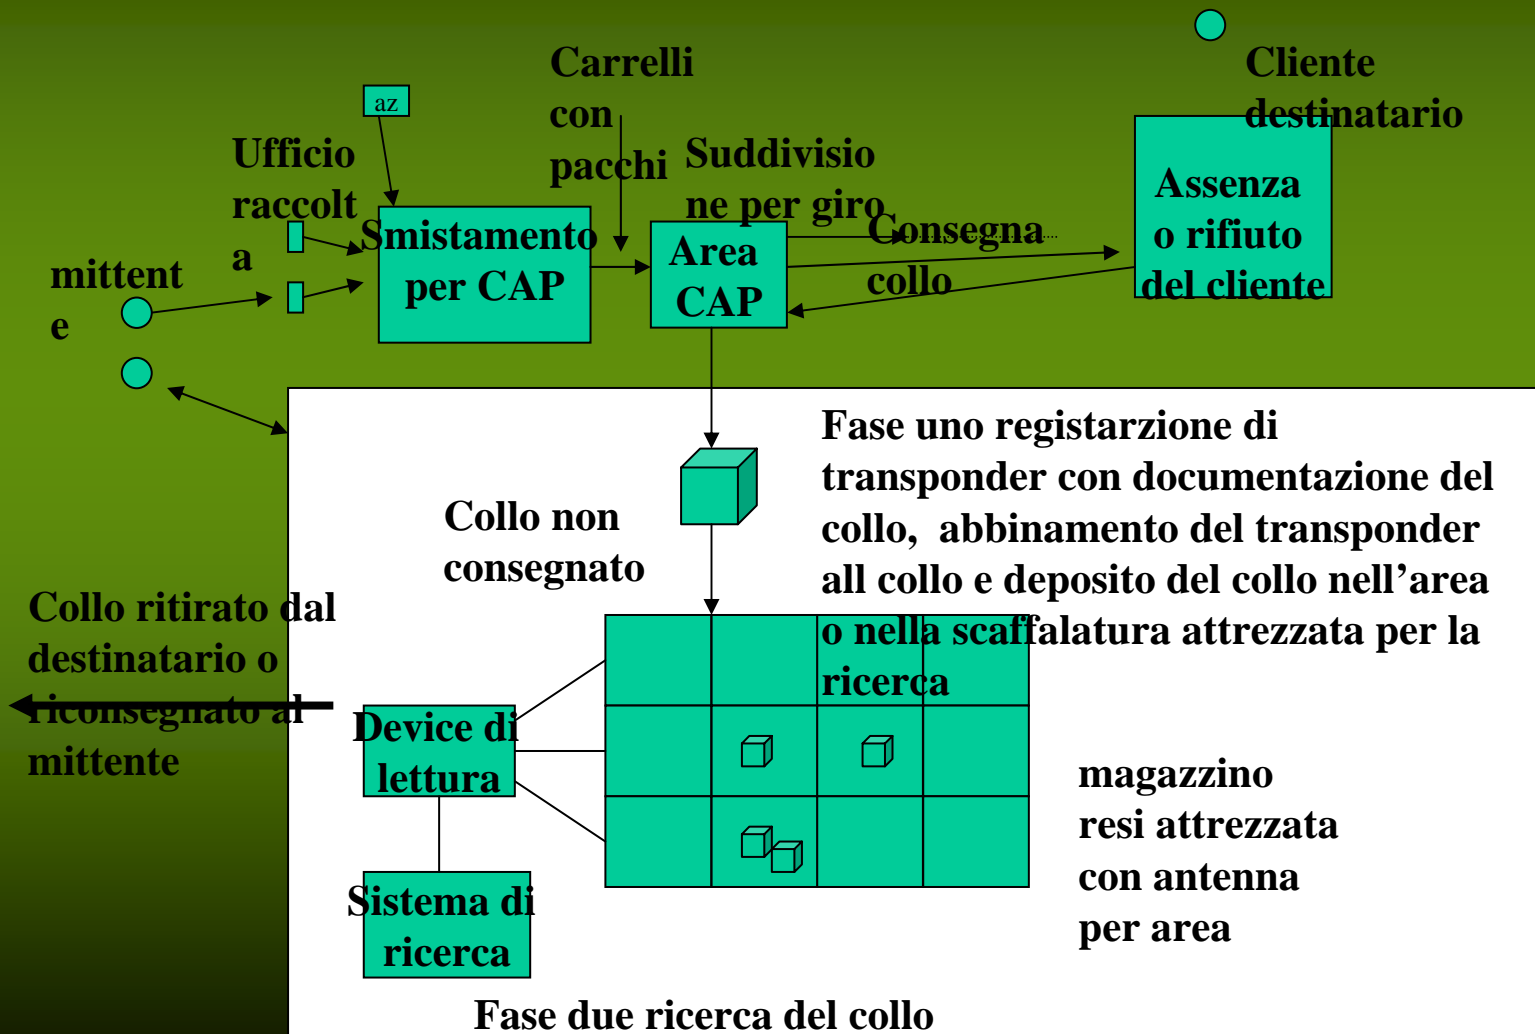 Carrelli
con
pacchi
Cliente
destinatario
az
Ufficio
raccolt
a
Suddivisio
ne per giro
Assenza
o rifiuto
del cliente
Smistamento
per CAP
Area
CAP
Consegna
collo
mittent
e
Fase uno registarzione di
transponder con documentazione del
collo,  abbinamento del transponder
all collo e deposito del collo nell’area
o nella scaffalatura attrezzata per la
ricerca
Collo non
consegnato
Collo ritirato dal
destinatario o
riconsegnato al
mittente
Device di
lettura
magazzino
resi attrezzata
con antenna
per area
Sistema di
ricerca
Fase due ricerca del collo